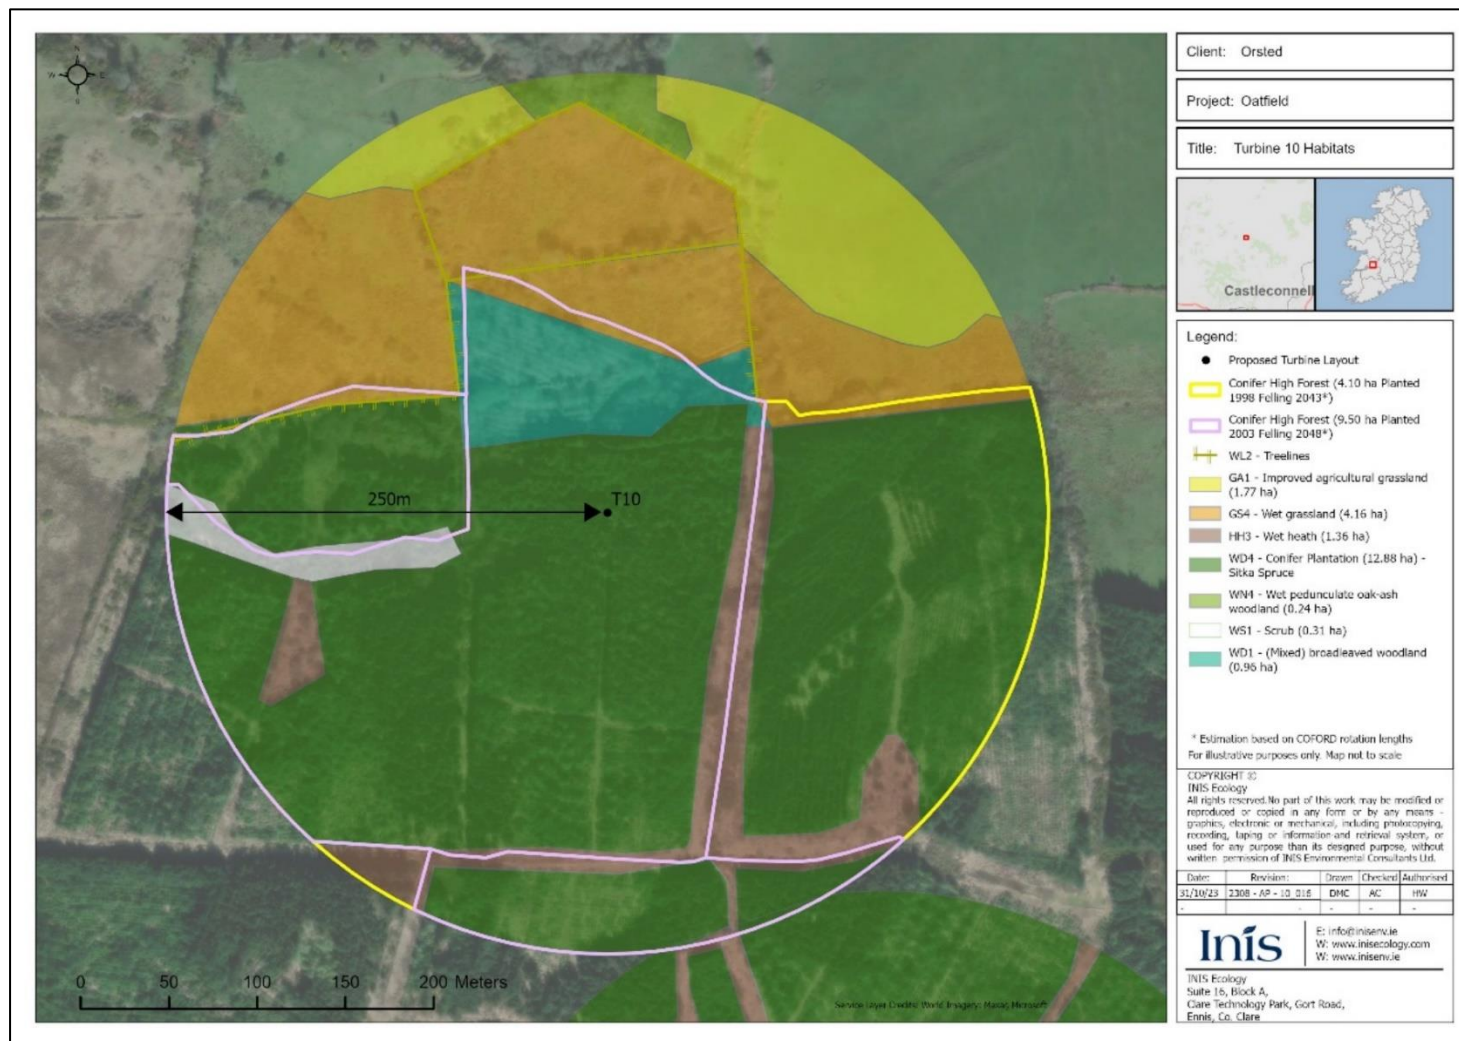 Client: Orsted
Project: Oatfield
Title: Turbine 10 Habitats
N
W
E
S
Castleconnell
250m
T10
Legend:
Proposed Turbine Layout
Conifer High Forest (4.10 ha Planted
1998 Felling 2043*)
Conifer High Forest (9.50 ha Planted
2003 Felling 2048*)
WL2 - Treelines
GA1 - Improved agricultural grassland
(1.77 ha)
GS4 - Wet grassland (4.16 ha)
HH3 - Wet heath (1.36 ha)
WD4 - Conifer Plantation (12.88 ha) -
Sitka Spruce
WN4 - Wet pedunculate oak-ash
woodland (0.24 ha)
WS1 - Scrub (0.31 ha)
WD1 - (Mixed) broadleaved woodland
(0.96 ha)
* Estimation based on COFORD rotation lengths
For illustrative purposes only. Map not to scale
COPYRIGHT ©
INIS Ecology
All rights reserved.No part of this work may be modified or
reproduced or copied in any form or by any means -
graphics, electronic or mechanical, including photocopying,
recording, taping or information and retrieval system, or
used for any purpose than its designed purpose, without
written permission of INIS Environmental Consultants Ltd.
Date: Revision: Drawn Checked Authorised
31/10/23 2308 - AP - 10_016 DMC AC HW
- - - - -
Inis
E: info@inisenv.ie
W: www.inisecology.com
W: www.inisenv.ie
INIS Ecology
Suite 16, Block A,
Clare Technology Park, Gort Road,
Ennis, Co. Clare
0 50 100 150 200 Meters
Service Layer Credits: World Imagery: Maxar, Microsoft